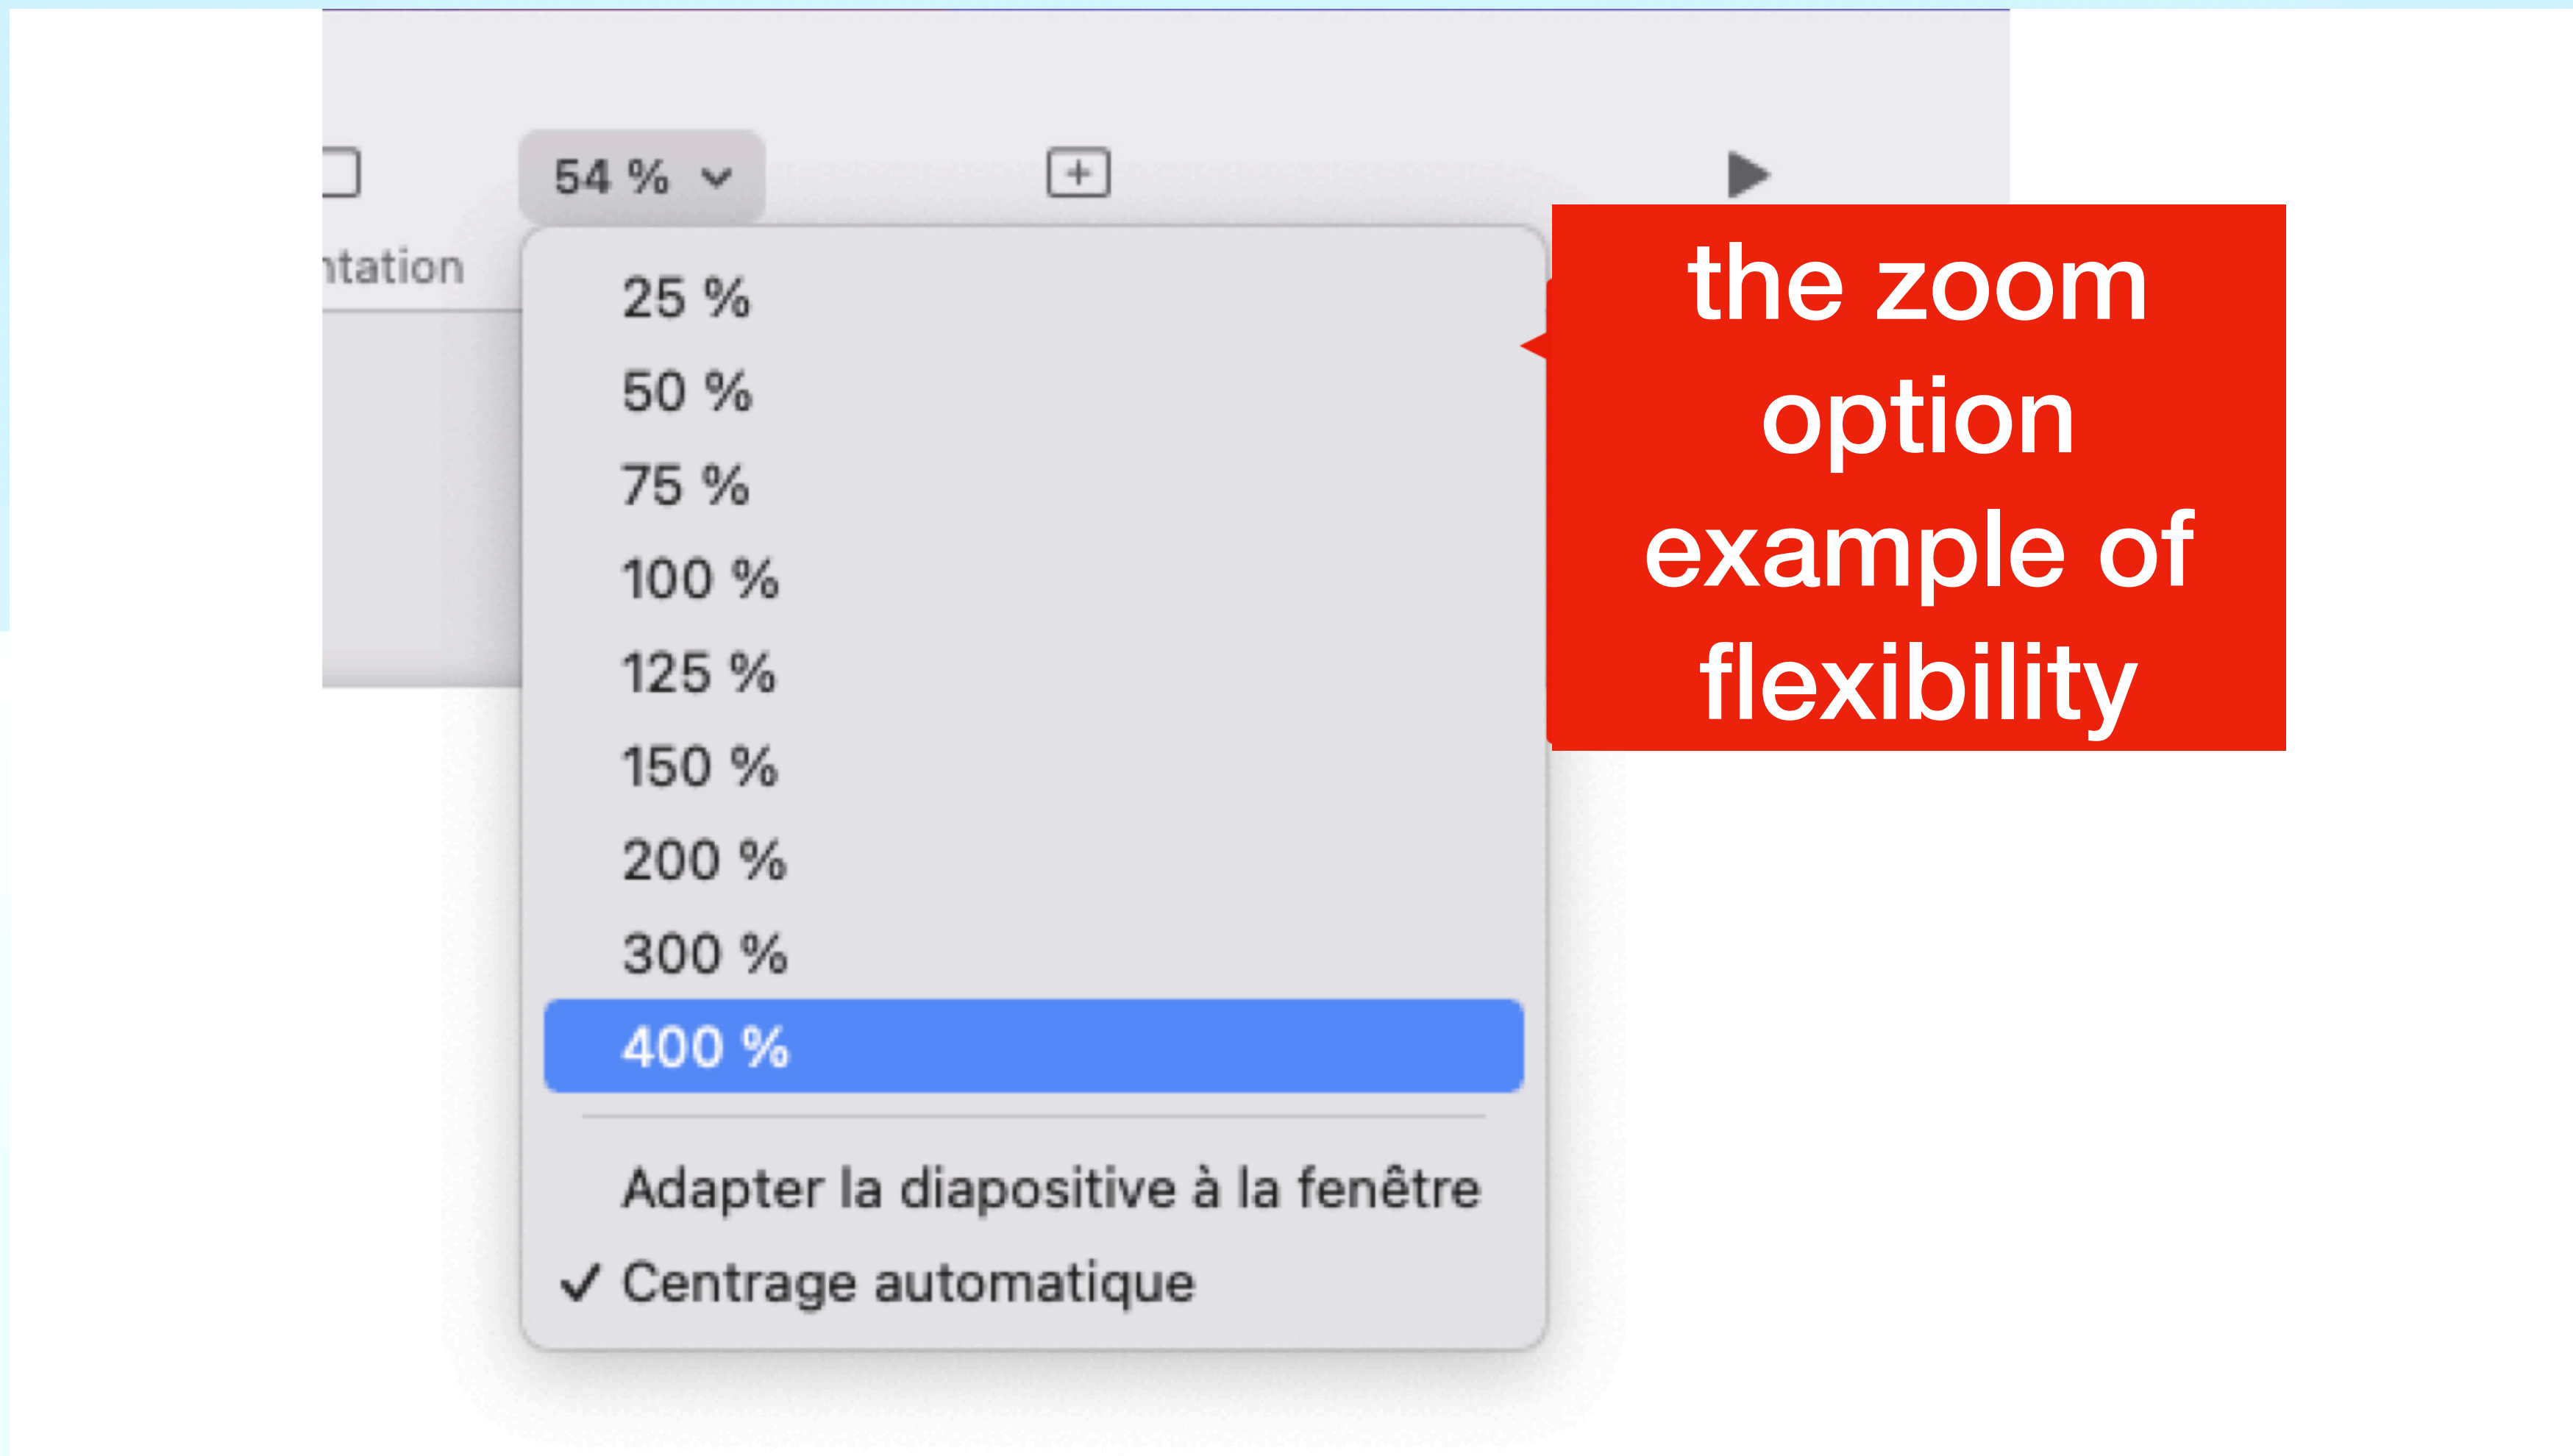 54 %
ntation
25 %
50 %
75 %
100 %
125 %
150 %
200 %
300 %
400 %
Adapter la diapositive à la fenêtre
✓ Centrage automatique
the zoom
option
example of
flexibility